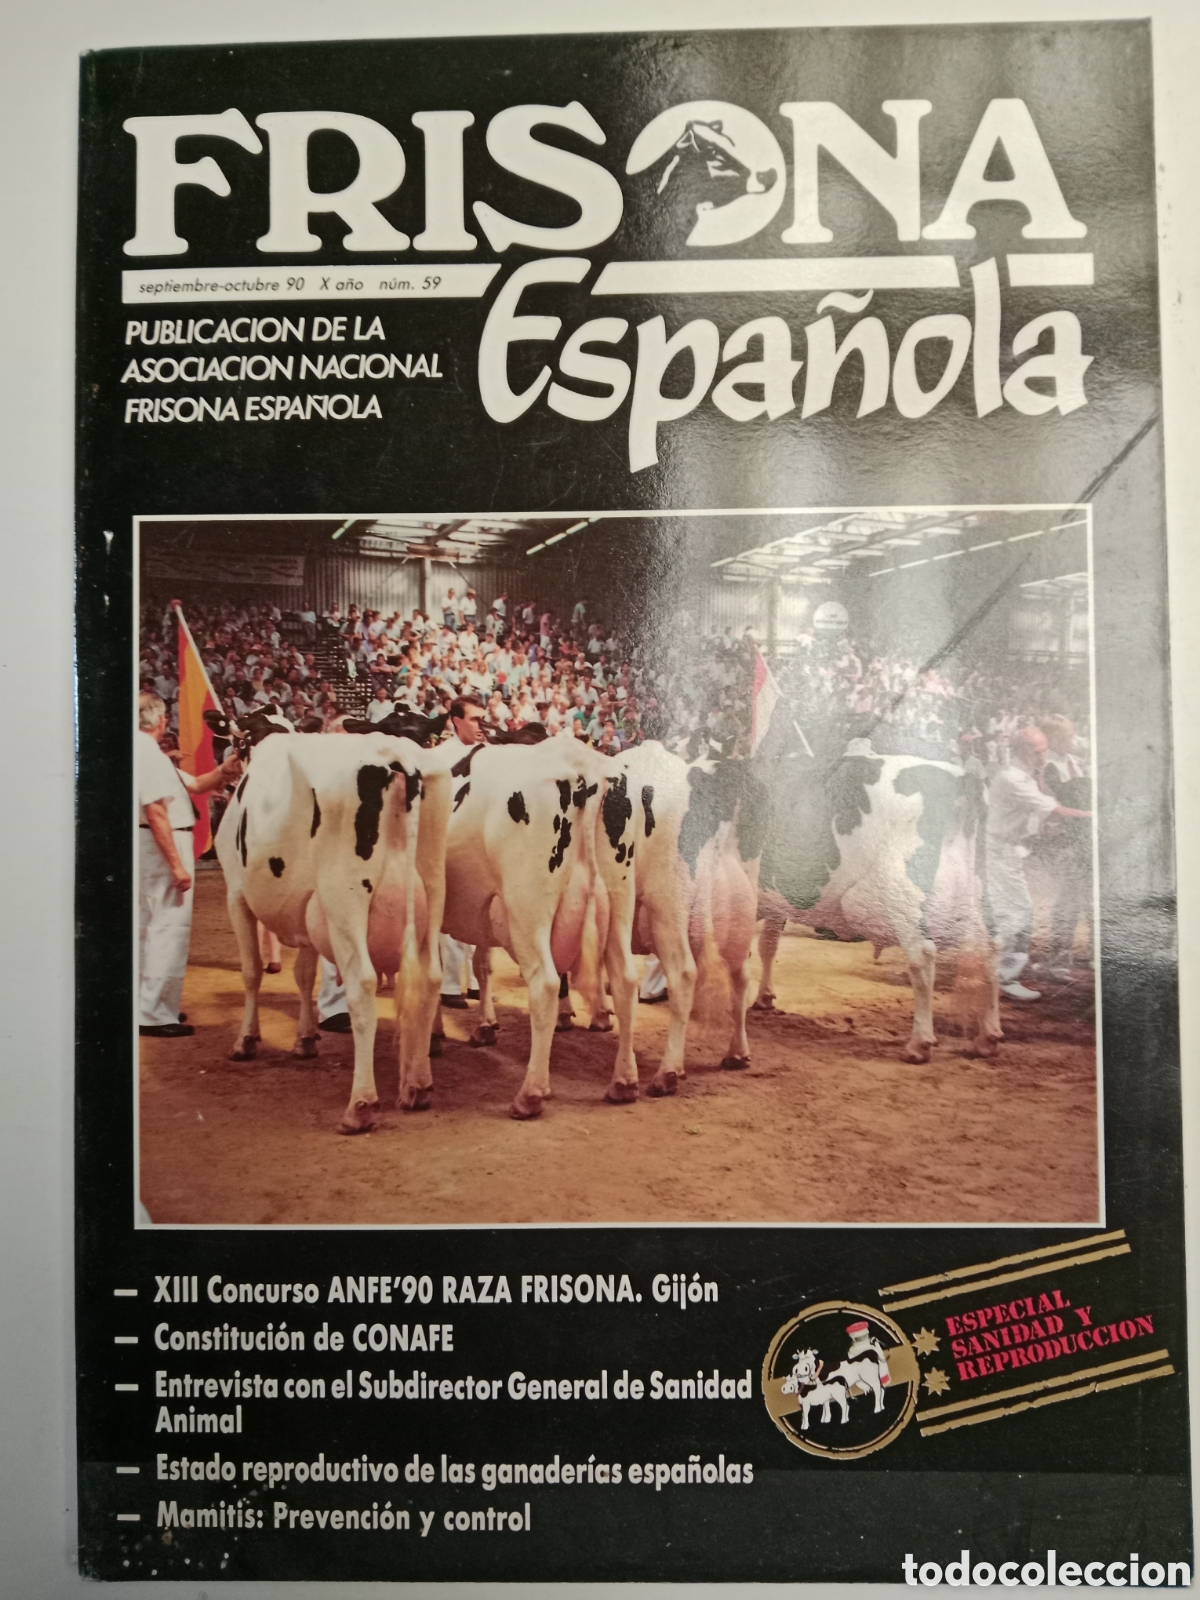 FRISONA
septiembre-octubre 90 X año núm. 59
Española
PUBLICACION DE LA
ASOCIACION NACIONAL
FRISONA ESPAÑOLA
— XIII Concurso ANFE'90 RAZA FRISONA. Gijón
— Constitución de CONAFE
— Entrevista con el Subdirector General de Sanidad
Animal
— Estado reproductivo de las ganaderías españolas
— Mamitis: Prevención y control
ESPECIAL
SANIDAD Y
REPRODUCCION
todocoleccion